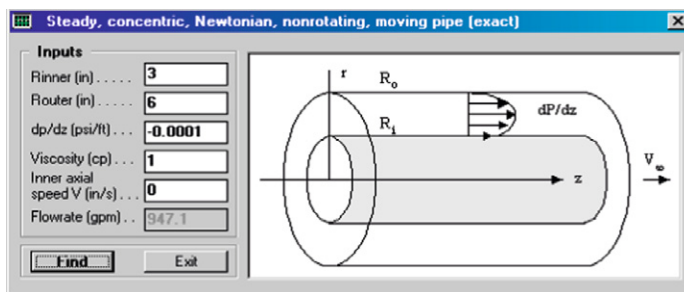 Steady, concentric, Newtonian, nonrotating, moving pipe (exact)
Inputs
Rinner (in) . . . . . 3
Router (in) . . . . . 6
dp/dz (psi/ft) . . . -0.0001
Viscosity (cp) . . . . 1
Inner axial
speed V (in/s) . . . 0
Flowrate (gpm) . . 947.1
Find Exit
r
Ro
dP/dz
Ri
z